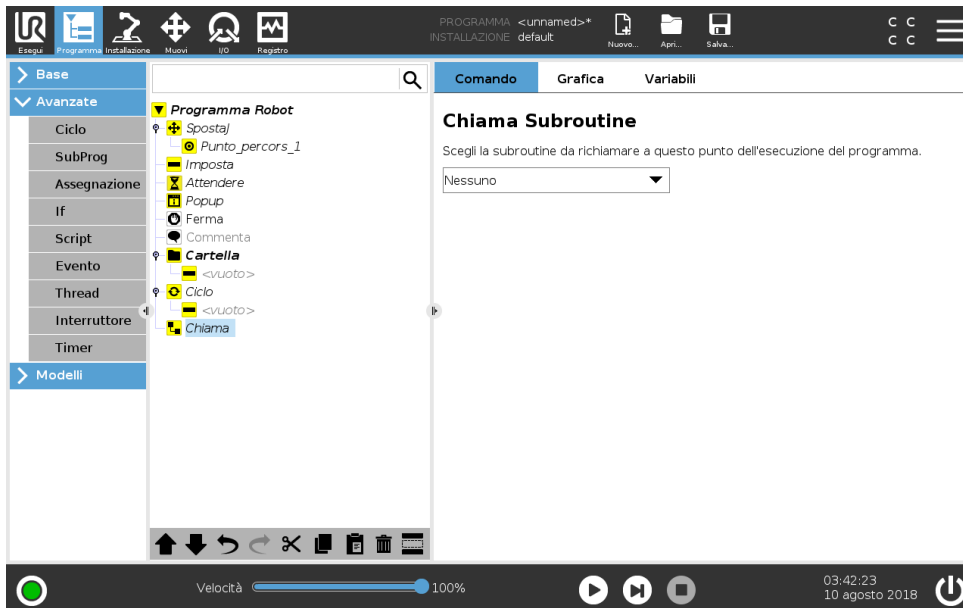 PROGRAMMA <unnamed>*
INSTALLAZIONE default
UR
Esegui
Programma
Installazione
Muovi
I/O
Registro
Nuovo...
Apri...
Salva...
C C
C C
Base
Avanzate
Ciclo
SubProg
Assegnazione
If
Script
Evento
Thread
Interruttore
Timer
Modelli
Programma Robot
SpostaJ
Punto_percors_1
Imposta
Attendere
Popup
Ferma
Commenta
Cartella
<vuoto>
Ciclo
<vuoto>
Chiama
Comando
Grafica
Variabili
Chiama Subroutine
Scegli la subroutine da richiamare a questo punto dell'esecuzione del programma.
Nessuno
Velocità
100%
03:42:23
10 agosto 2018